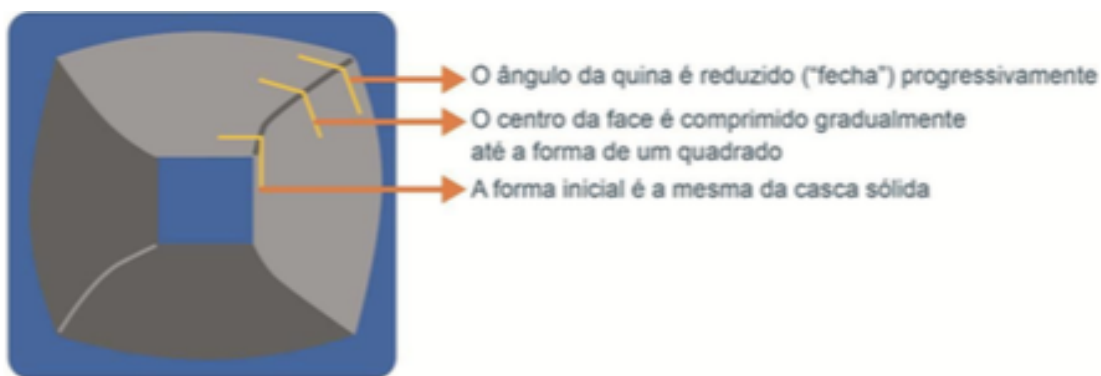 O ângulo da quina é reduzido ("fecha") progressivamente
O centro da face é comprimido gradualmente
até a forma de um quadrado
A forma inicial é a mesma da casca sólida